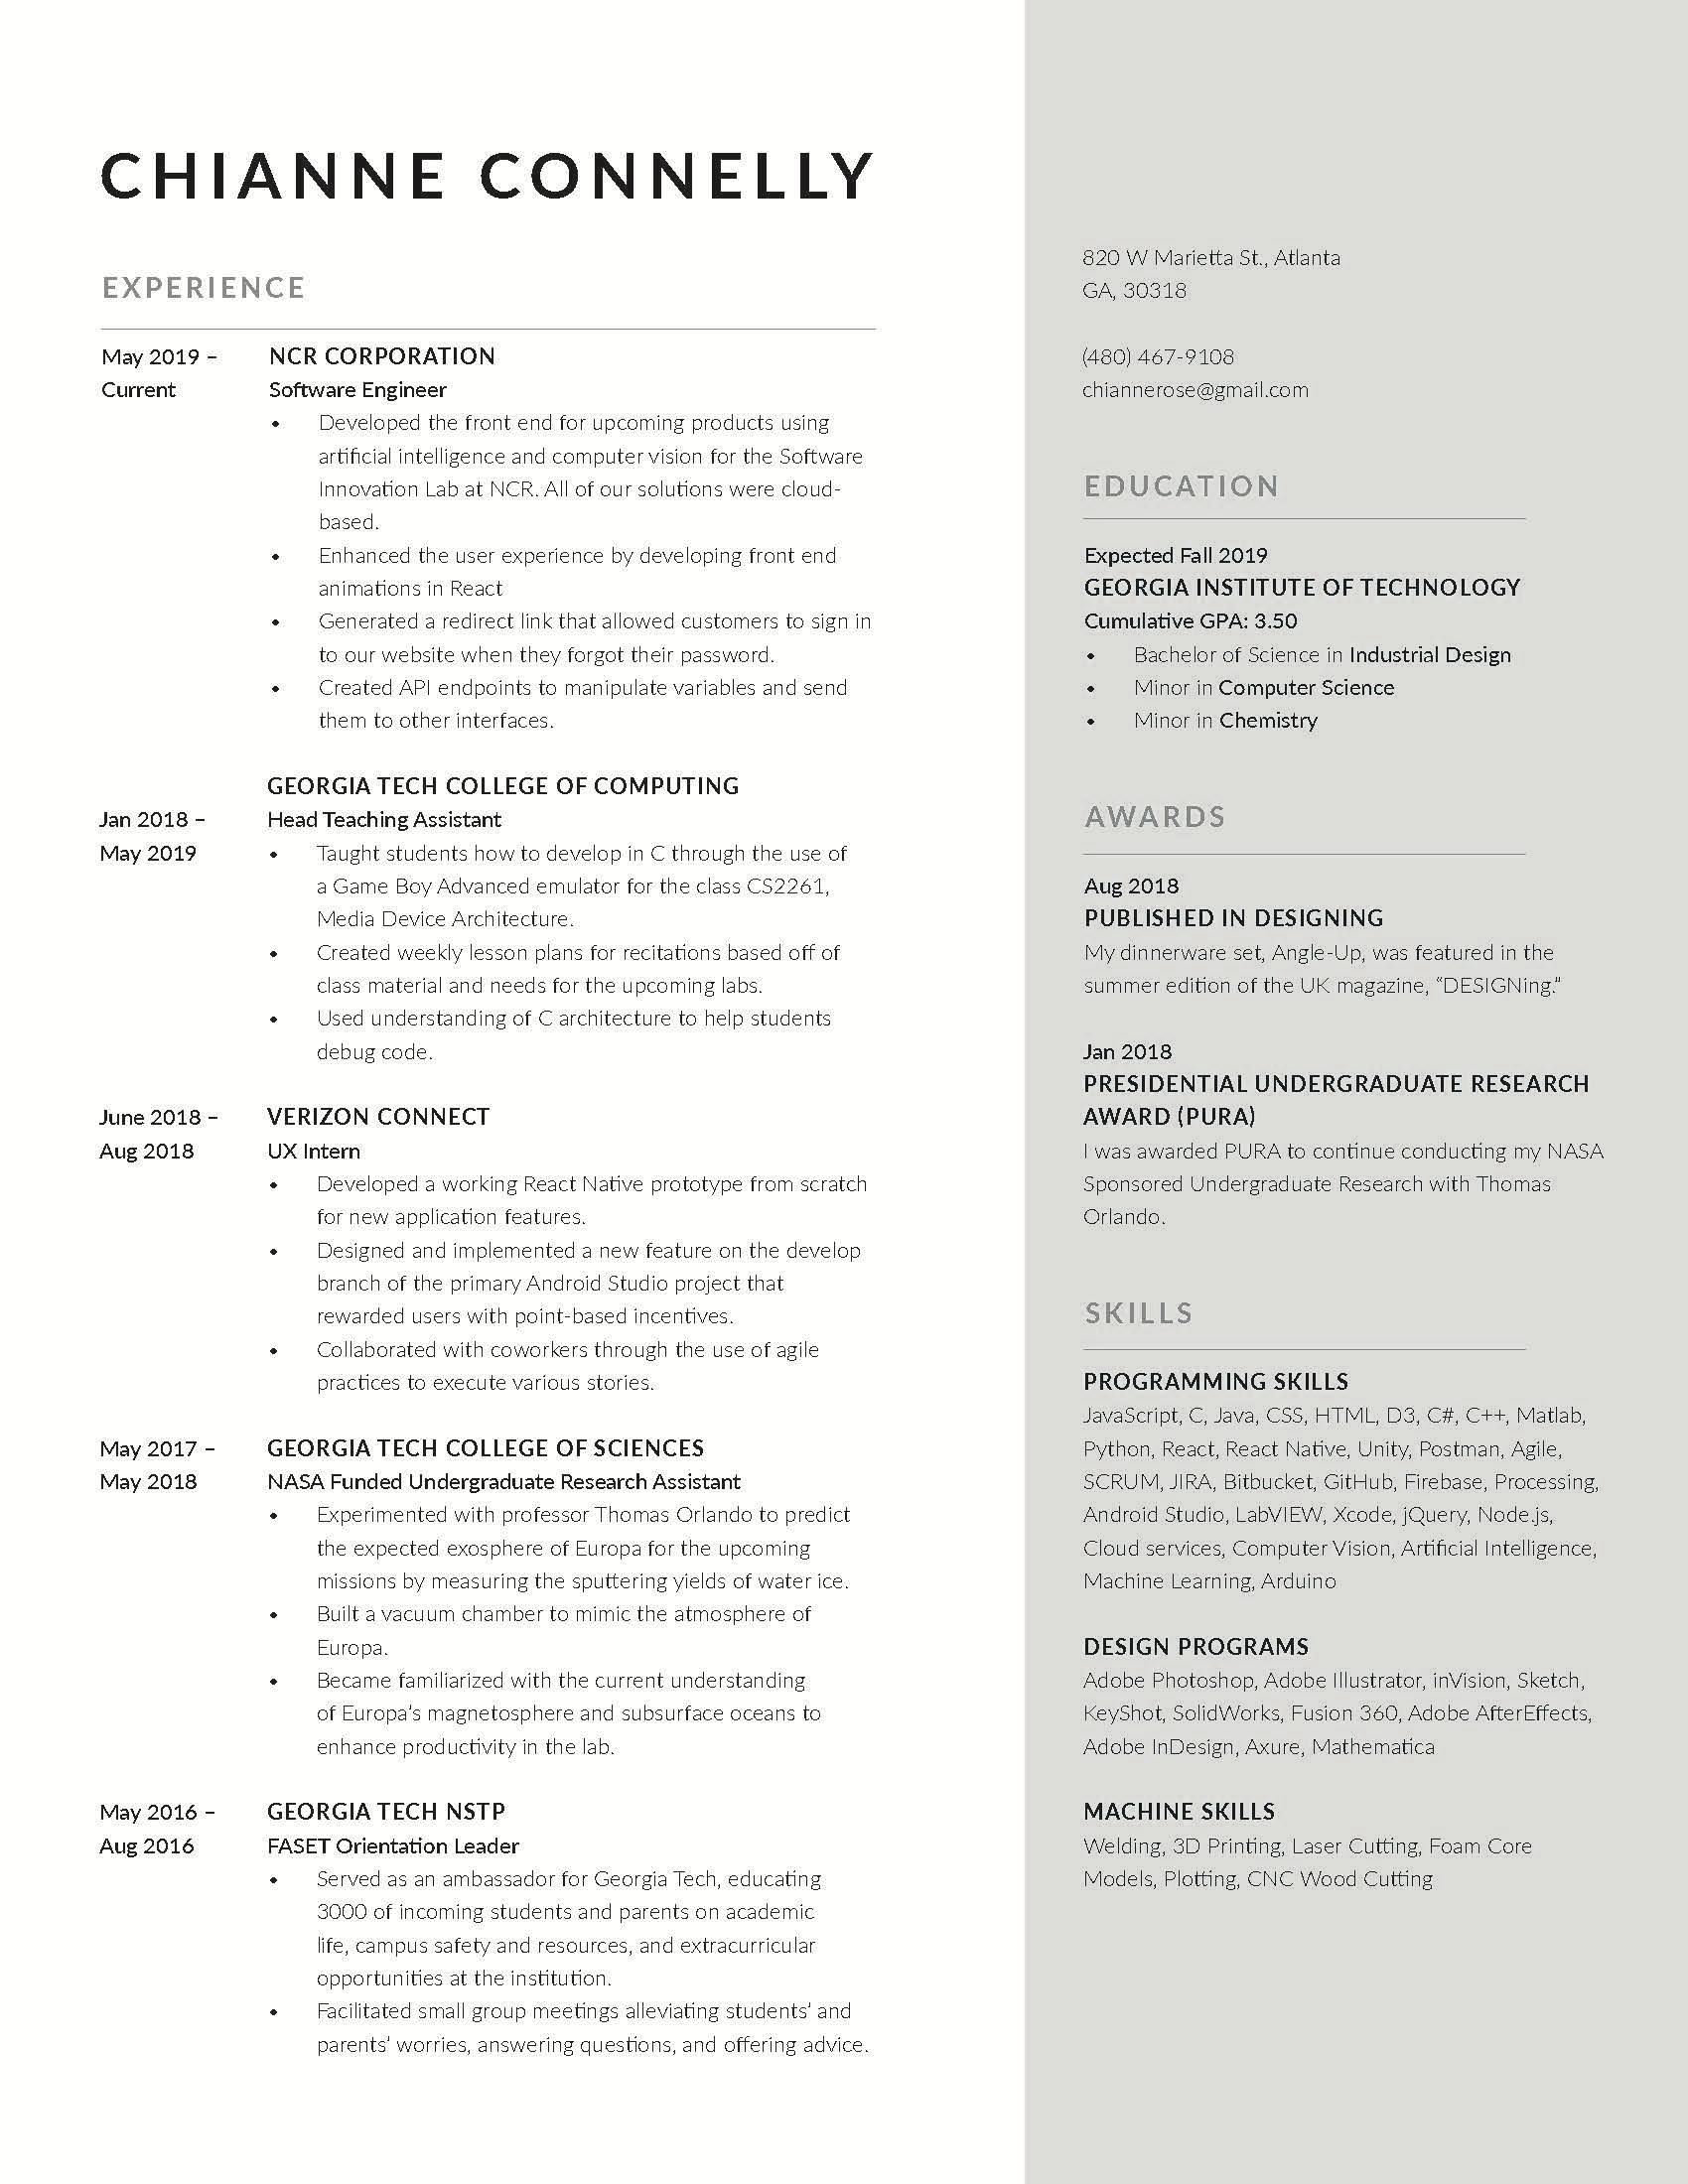 CHIANNE CONNELLY
EXPERIENCE
May 2019 –
Current
NCR CORPORATION
Software Engineer
• Developed the front end for upcoming products using
artificial intelligence and computer vision for the Software
Innovation Lab at NCR. All of our solutions were cloud-
based.
• Enhanced the user experience by developing front end
animations in React
• Generated a redirect link that allowed customers to sign in
to our website when they forgot their password.
• Created API endpoints to manipulate variables and send
them to other interfaces.
GEORGIA TECH COLLEGE OF COMPUTING
Jan 2018 –
May 2019
Head Teaching Assistant
• Taught students how to develop in C through the use of
a Game Boy Advanced emulator for the class CS2261,
Media Device Architecture.
• Created weekly lesson plans for recitations based off of
class material and needs for the upcoming labs.
• Used understanding of C architecture to help students
debug code.
June 2018 –
Aug 2018
VERIZON CONNECT
UX Intern
• Developed a working React Native prototype from scratch
for new application features.
• Designed and implemented a new feature on the develop
branch of the primary Android Studio project that
rewarded users with point-based incentives.
• Collaborated with coworkers through the use of agile
practices to execute various stories.
May 2017 –
May 2018
GEORGIA TECH COLLEGE OF SCIENCES
NASA Funded Undergraduate Research Assistant
• Experimented with professor Thomas Orlando to predict
the expected exosphere of Europa for the upcoming
missions by measuring the sputtering yields of water ice.
• Built a vacuum chamber to mimic the atmosphere of
Europa.
• Became familiarized with the current understanding
of Europa's magnetosphere and subsurface oceans to
enhance productivity in the lab.
May 2016 –
Aug 2016
GEORGIA TECH NSTP
FASET Orientation Leader
• Served as an ambassador for Georgia Tech, educating
3000 of incoming students and parents on academic
life, campus safety and resources, and extracurricular
opportunities at the institution.
• Facilitated small group meetings alleviating students' and
parents' worries, answering questions, and offering advice.
820 W Marietta St., Atlanta
GA, 30318
(480) 467-9108
chiannerose@gmail.com
EDUCATION
Expected Fall 2019
GEORGIA INSTITUTE OF TECHNOLOGY
Cumulative GPA: 3.50
• Bachelor of Science in Industrial Design
• Minor in Computer Science
• Minor in Chemistry
AWARDS
Aug 2018
PUBLISHED IN DESIGNING
My dinnerware set, Angle-Up, was featured in the
summer edition of the UK magazine, “DESIGNing.”
Jan 2018
PRESIDENTIAL UNDERGRADUATE RESEARCH
AWARD (PURA)
I was awarded PURA to continue conducting my NASA
Sponsored Undergraduate Research with Thomas
Orlando.
SKILLS
PROGRAMMING SKILLS
JavaScript, C, Java, CSS, HTML, D3, C#, C++, Matlab,
Python, React, React Native, Unity, Postman, Agile,
SCRUM, JIRA, Bitbucket, GitHub, Firebase, Processing,
Android Studio, LabVIEW, Xcode, jQuery, Node.js,
Cloud services, Computer Vision, Artificial Intelligence,
Machine Learning, Arduino
DESIGN PROGRAMS
Adobe Photoshop, Adobe Illustrator, inVision, Sketch,
KeyShot, SolidWorks, Fusion 360, Adobe AfterEffects,
Adobe InDesign, Axure, Mathematica
MACHINE SKILLS
Welding, 3D Printing, Laser Cutting, Foam Core
Models, Plotting, CNC Wood Cutting